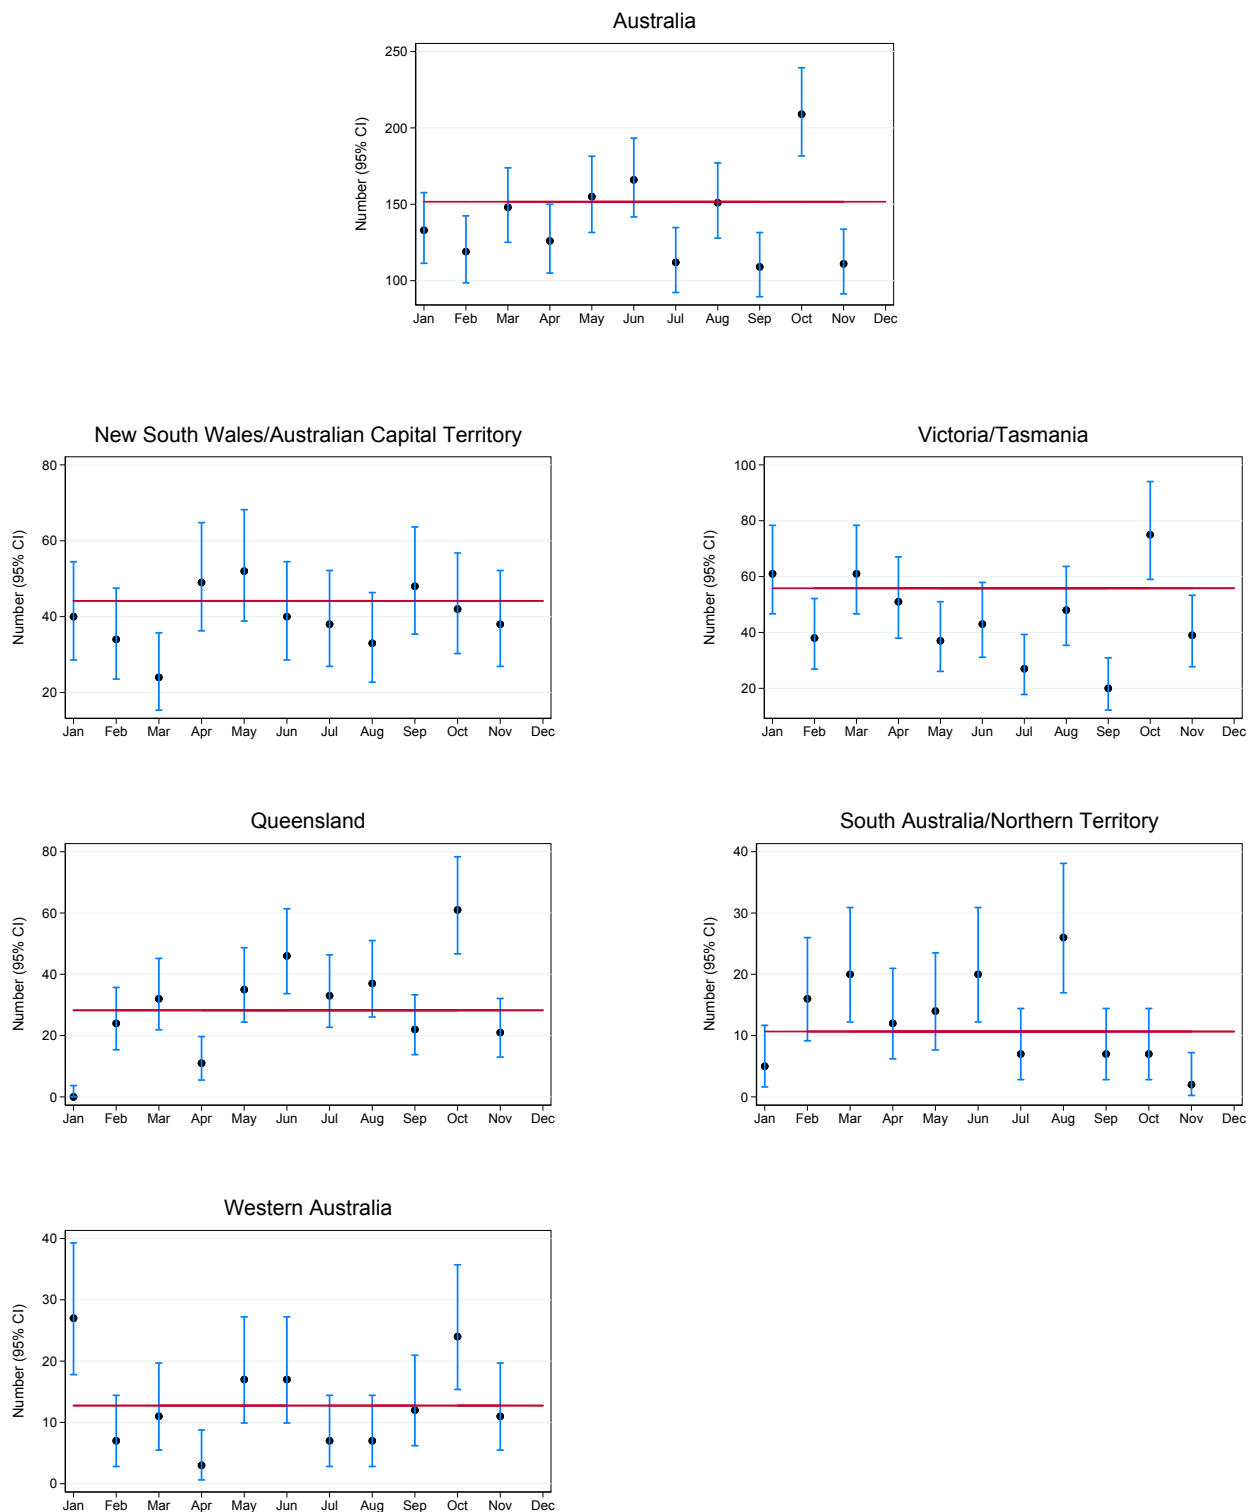 Australia
Number (95% CI)
250
200
150
100
Jan Feb Mar Apr May Jun Jul Aug Sep Oct Nov Dec
New South Wales/Australian Capital Territory
Number (95% CI)
80
60
40
20
Jan Feb Mar Apr May Jun Jul Aug Sep Oct Nov Dec
Victoria/Tasmania
Number (95% CI)
100
80
60
40
20
Jan Feb Mar Apr May Jun Jul Aug Sep Oct Nov Dec
Queensland
Number (95% CI)
80
60
40
20
0
Jan Feb Mar Apr May Jun Jul Aug Sep Oct Nov Dec
South Australia/Northern Territory
Number (95% CI)
40
30
20
10
0
Jan Feb Mar Apr May Jun Jul Aug Sep Oct Nov Dec
Western Australia
Number (95% CI)
40
30
20
10
0
Jan Feb Mar Apr May Jun Jul Aug Sep Oct Nov Dec